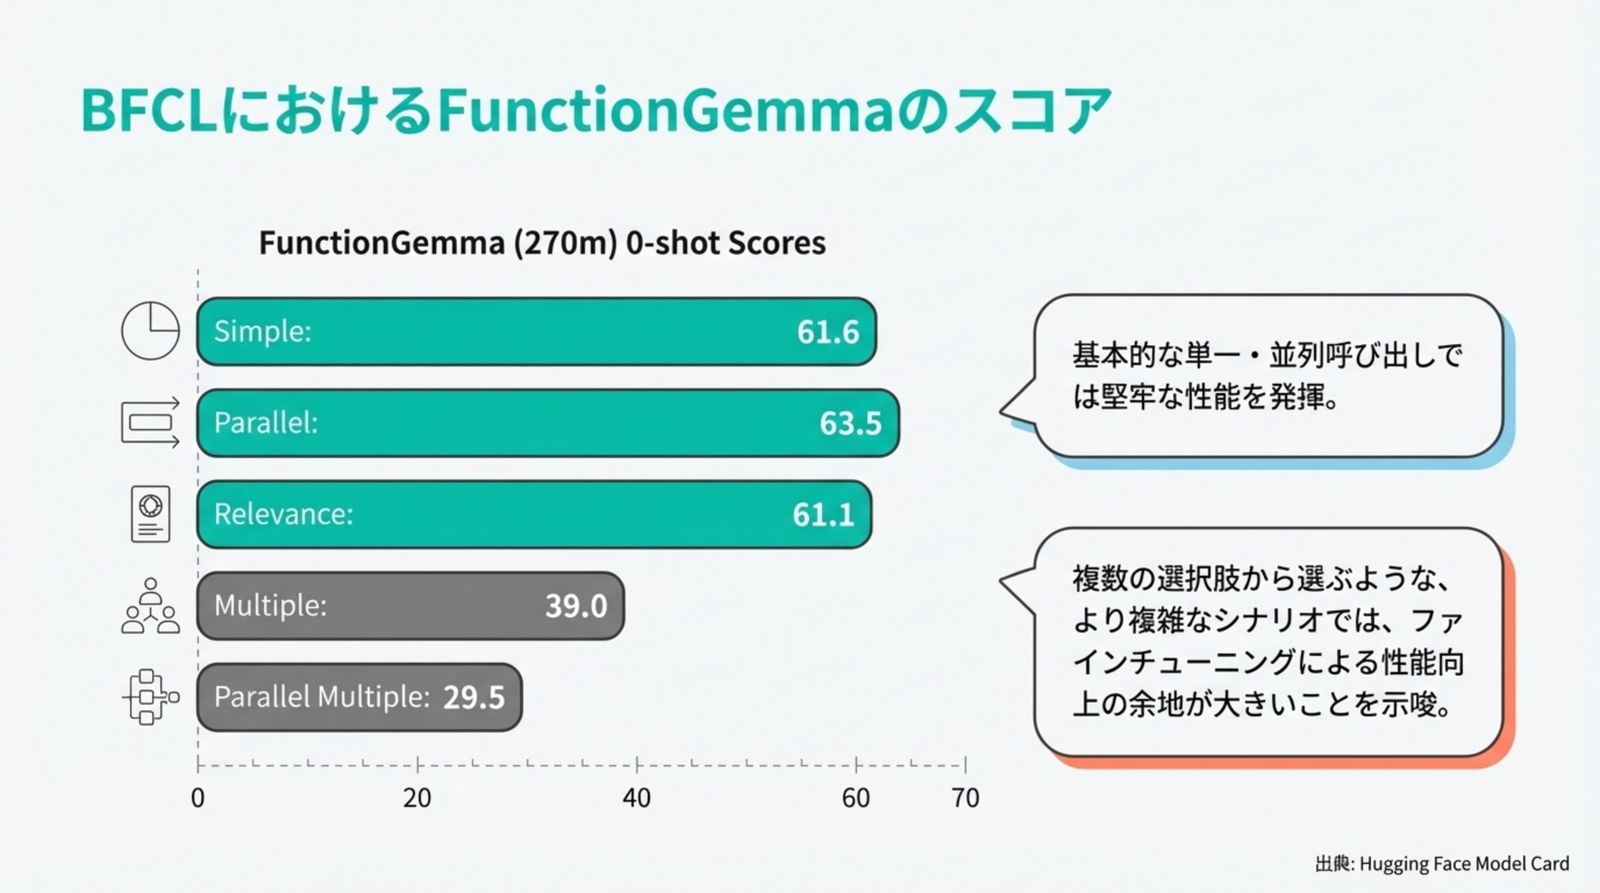 BFCLにおけるFunctionGemmaのスコア
FunctionGemma (270m) 0-shot Scores
Simple: 61.6
Parallel: 63.5
Relevance: 61.1
Multiple: 39.0
Parallel Multiple: 29.5
0 20 40 60 70
基本的な単一・並列呼び出しで
は堅牢な性能を発揮。
複数の選択肢から選ぶような、
より複雑なシナリオでは、ファ
インチューニングによる性能向
上の余地が大きいことを示唆。
出典: Hugging Face Model Card